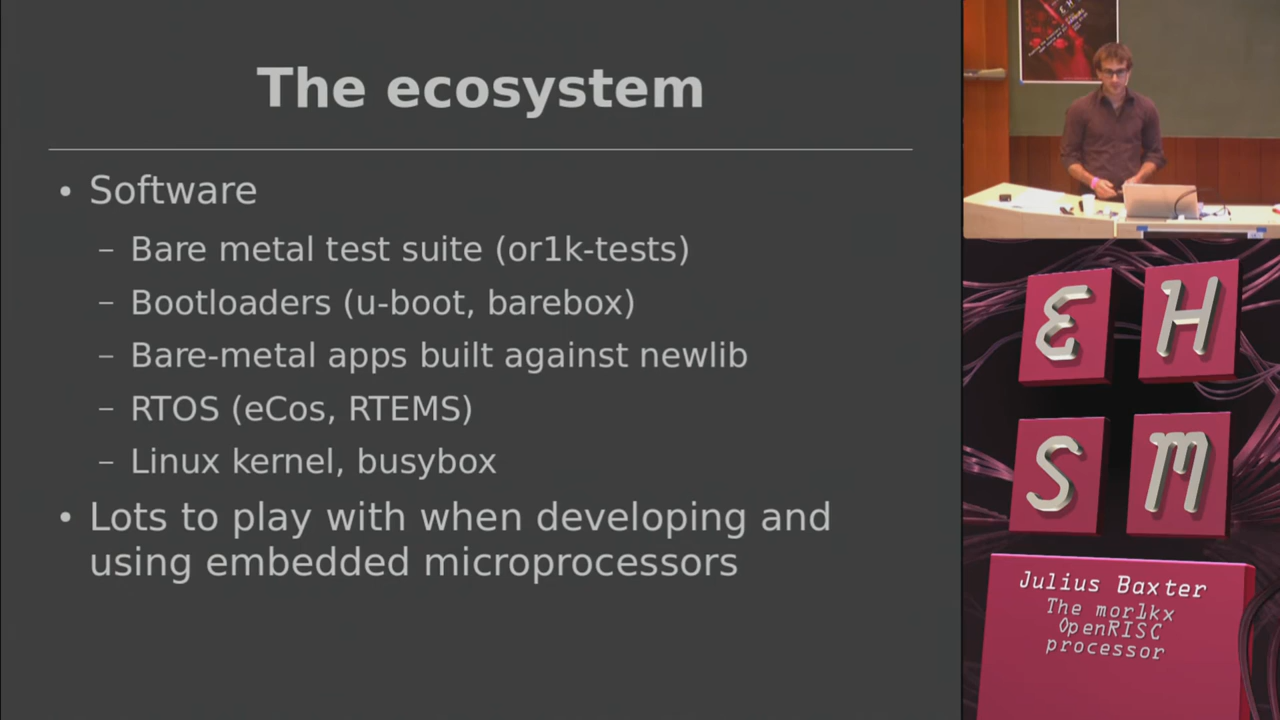 The ecosystem
• Software
– Bare metal test suite (or1k-tests)
– Bootloaders (u-boot, barebox)
– Bare-metal apps built against newlib
– RTOS (eCos, RTEMS)
– Linux kernel, busybox
• Lots to play with when developing and
using embedded microprocessors
E H
S M
Julius Baxter
The mor1kx
OpenRISC
processor